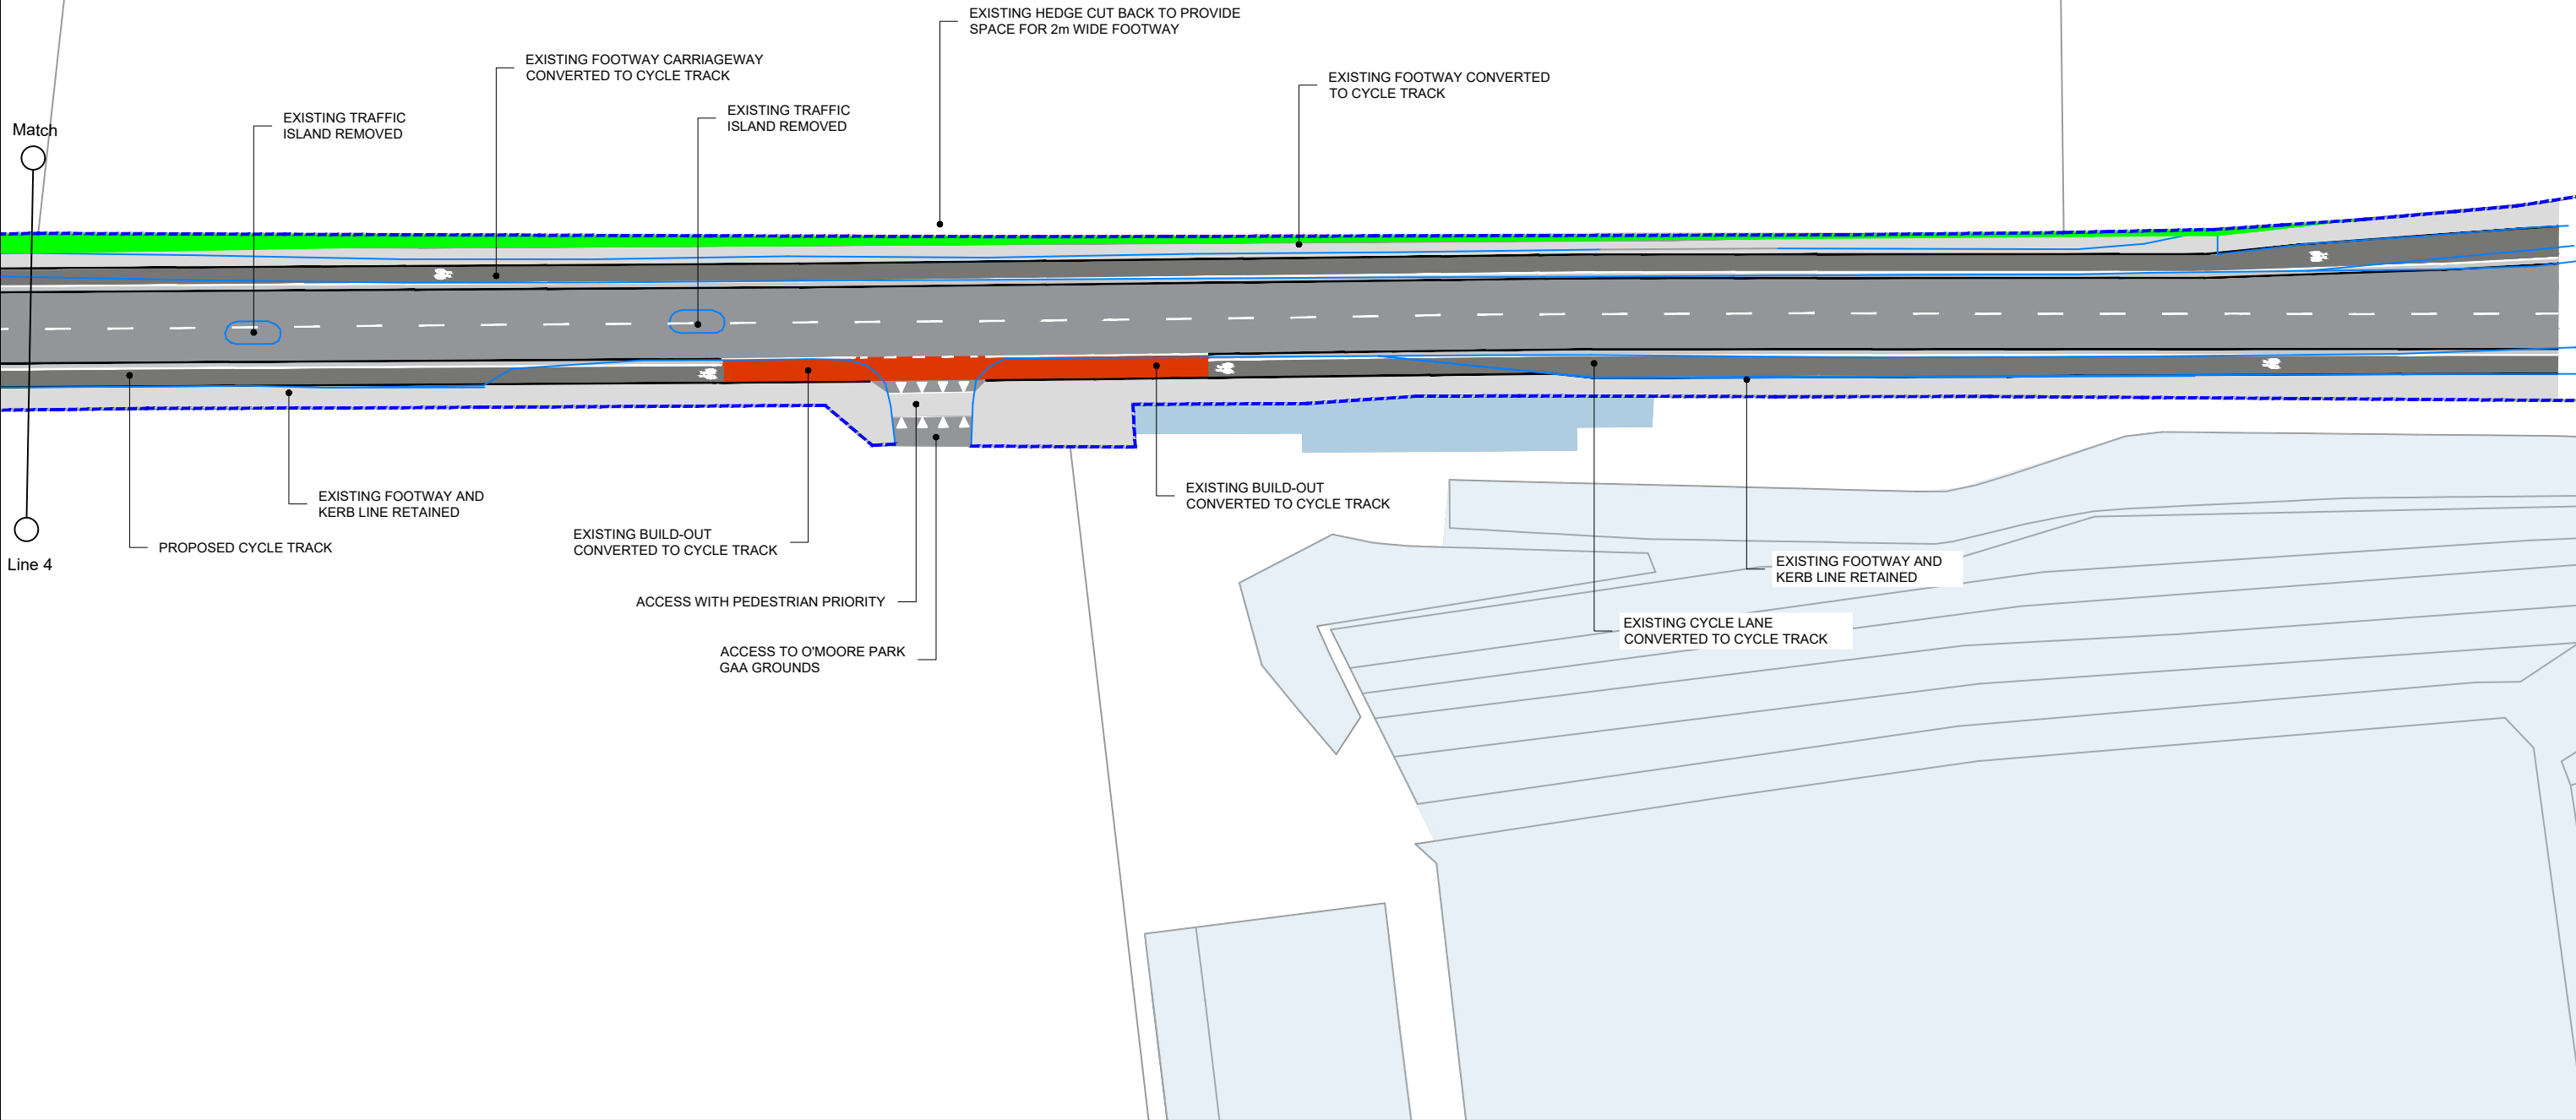 EXISTING HEDGE CUT BACK TO PROVIDE
SPACE FOR 2m WIDE FOOTWAY
EXISTING FOOTWAY CARRIAGEWAY
CONVERTED TO CYCLE TRACK
EXISTING FOOTWAY CONVERTED
TO CYCLE TRACK
EXISTING TRAFFIC
ISLAND REMOVED
EXISTING TRAFFIC
ISLAND REMOVED
Match
Line 4
EXISTING FOOTWAY AND
KERB LINE RETAINED
PROPOSED CYCLE TRACK
EXISTING BUILD-OUT
CONVERTED TO CYCLE TRACK
EXISTING BUILD-OUT
CONVERTED TO CYCLE TRACK
ACCESS WITH PEDESTRIAN PRIORITY
ACCESS TO O'MOORE PARK
GAA GROUNDS
EXISTING FOOTWAY AND
KERB LINE RETAINED
EXISTING CYCLE LANE
CONVERTED TO CYCLE TRACK